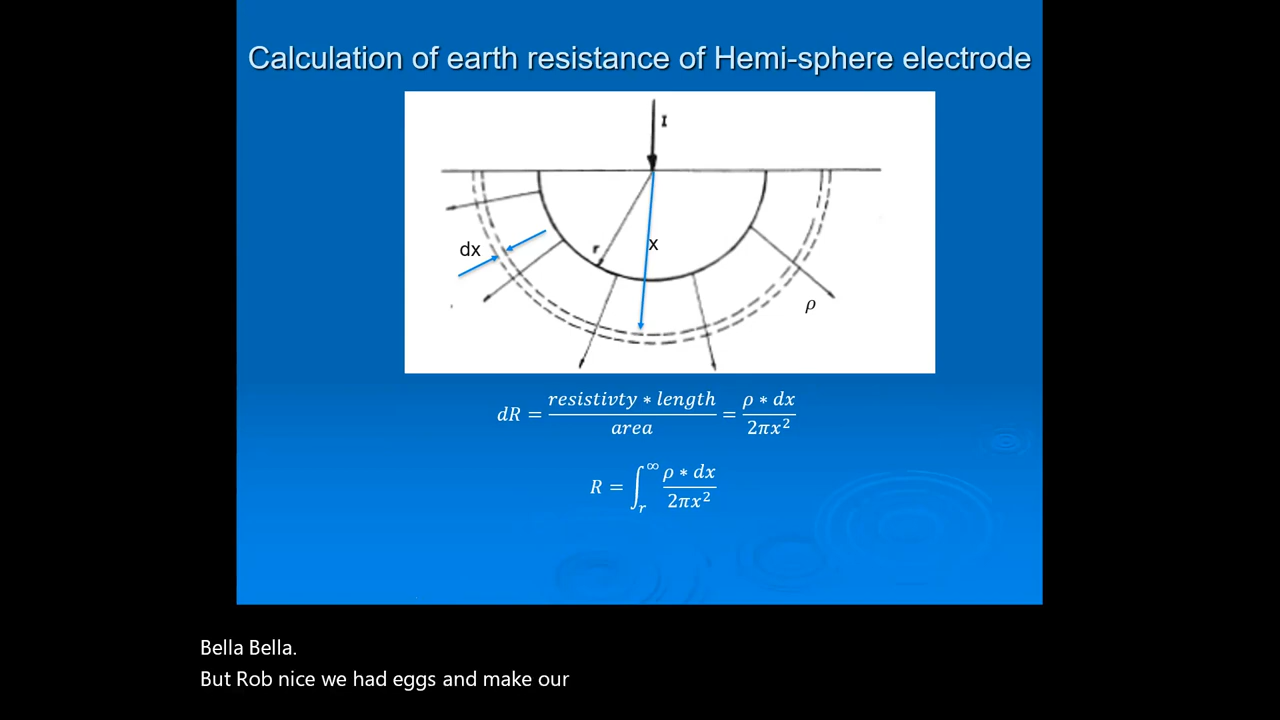 Calculation of earth resistance of Hemi-sphere electrode
I
dx
r
x
ρ
dR = resistivty * length / area = ρ * dx / 2πx²
R = ∫_r^∞ ρ * dx / 2πx²
Bella Bella.
But Rob nice we had eggs and make our